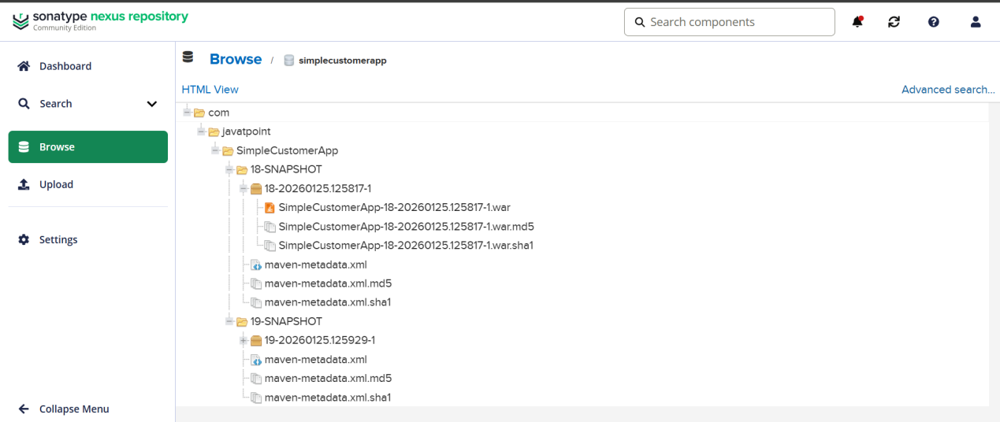 sonatype nexus repository
Community Edition
Search components
Dashboard
Search
Browse
Upload
Settings
Collapse Menu
Browse / simplecustomerapp
HTML View
Advanced search...
com
javatpoint
SimpleCustomerApp
18-SNAPSHOT
18-20260125.125817-1
SimpleCustomerApp-18-20260125.125817-1.war
SimpleCustomerApp-18-20260125.125817-1.war.md5
SimpleCustomerApp-18-20260125.125817-1.war.sha1
maven-metadata.xml
maven-metadata.xml.md5
maven-metadata.xml.sha1
19-SNAPSHOT
19-20260125.125929-1
maven-metadata.xml
maven-metadata.xml.md5
maven-metadata.xml.sha1